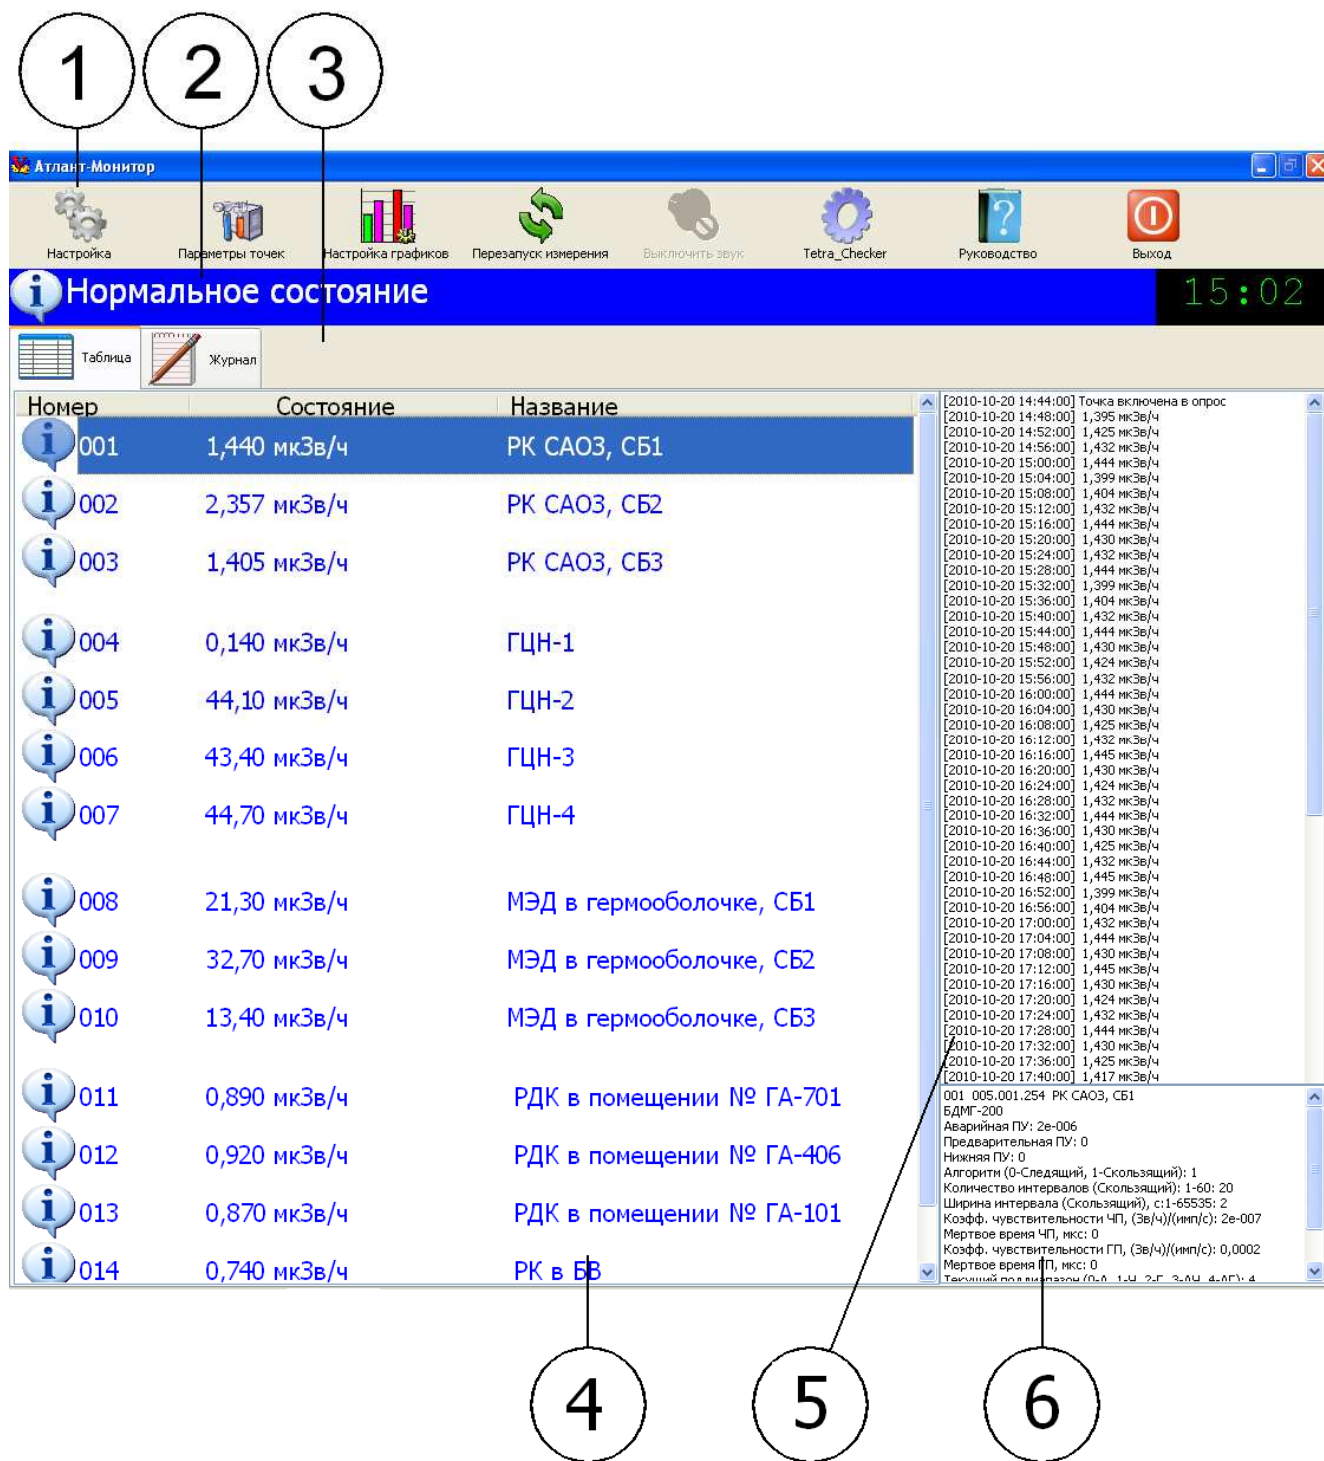 1 2 3
Атлант-Монитор
Настройка Параметры точек Настройка графиков Перезапуск измерения Выключить звук Tetra_Checker Руководство Выход
Нормальное состояние 15:02
Таблица Журнал
Номер Состояние Название
001 1,440 мкЗв/ч РК САОЗ, СБ1
002 2,357 мкЗв/ч РК САОЗ, СБ2
003 1,405 мкЗв/ч РК САОЗ, СБ3
004 0,140 мкЗв/ч ГЦН-1
005 44,10 мкЗв/ч ГЦН-2
006 43,40 мкЗв/ч ГЦН-3
007 44,70 мкЗв/ч ГЦН-4
008 21,30 мкЗв/ч МЭД в гермооболочке, СБ1
009 32,70 мкЗв/ч МЭД в гермооболочке, СБ2
010 13,40 мкЗв/ч МЭД в гермооболочке, СБ3
011 0,890 мкЗв/ч РДК в помещении № ГА-701
012 0,920 мкЗв/ч РДК в помещении № ГА-406
013 0,870 мкЗв/ч РДК в помещении № ГА-101
014 0,740 мкЗв/ч РК в БВ
[2010-10-20 14:44:00] Точка включена в опрос
[2010-10-20 14:48:00] 1,395 мкЗв/ч
[2010-10-20 14:52:00] 1,425 мкЗв/ч
[2010-10-20 14:56:00] 1,432 мкЗв/ч
[2010-10-20 15:00:00] 1,444 мкЗв/ч
[2010-10-20 15:04:00] 1,399 мкЗв/ч
[2010-10-20 15:08:00] 1,404 мкЗв/ч
[2010-10-20 15:12:00] 1,432 мкЗв/ч
[2010-10-20 15:16:00] 1,444 мкЗв/ч
[2010-10-20 15:20:00] 1,430 мкЗв/ч
[2010-10-20 15:24:00] 1,432 мкЗв/ч
[2010-10-20 15:28:00] 1,444 мкЗв/ч
[2010-10-20 15:32:00] 1,399 мкЗв/ч
[2010-10-20 15:36:00] 1,404 мкЗв/ч
[2010-10-20 15:40:00] 1,432 мкЗв/ч
[2010-10-20 15:44:00] 1,444 мкЗв/ч
[2010-10-20 15:48:00] 1,430 мкЗв/ч
[2010-10-20 15:52:00] 1,424 мкЗв/ч
[2010-10-20 15:56:00] 1,432 мкЗв/ч
[2010-10-20 16:00:00] 1,444 мкЗв/ч
[2010-10-20 16:04:00] 1,430 мкЗв/ч
[2010-10-20 16:08:00] 1,425 мкЗв/ч
[2010-10-20 16:12:00] 1,432 мкЗв/ч
[2010-10-20 16:16:00] 1,445 мкЗв/ч
[2010-10-20 16:20:00] 1,430 мкЗв/ч
[2010-10-20 16:24:00] 1,424 мкЗв/ч
[2010-10-20 16:28:00] 1,432 мкЗв/ч
[2010-10-20 16:32:00] 1,444 мкЗв/ч
[2010-10-20 16:36:00] 1,430 мкЗв/ч
[2010-10-20 16:40:00] 1,425 мкЗв/ч
[2010-10-20 16:44:00] 1,432 мкЗв/ч
[2010-10-20 16:48:00] 1,445 мкЗв/ч
[2010-10-20 16:52:00] 1,399 мкЗв/ч
[2010-10-20 16:56:00] 1,404 мкЗв/ч
[2010-10-20 17:00:00] 1,432 мкЗв/ч
[2010-10-20 17:04:00] 1,444 мкЗв/ч
[2010-10-20 17:08:00] 1,430 мкЗв/ч
[2010-10-20 17:12:00] 1,445 мкЗв/ч
[2010-10-20 17:16:00] 1,430 мкЗв/ч
[2010-10-20 17:20:00] 1,424 мкЗв/ч
[2010-10-20 17:24:00] 1,432 мкЗв/ч
[2010-10-20 17:28:00] 1,444 мкЗв/ч
[2010-10-20 17:32:00] 1,430 мкЗв/ч
[2010-10-20 17:36:00] 1,425 мкЗв/ч
[2010-10-20 17:40:00] 1,417 мкЗв/ч
001 005.001.254 РК САОЗ, СБ1
БДМГ-200
Аварийная ПУ: 2e-006
Предварительная ПУ: 0
Нижняя ПУ: 0
Алгоритм (0-Следящий, 1-Скользящий): 1
Количество интервалов (Скользящий): 1-60: 20
Ширина интервала (Скользящий), с:1-65535: 2
Коэфф. чувствительности ЧП, (Зв/ч)/(имп/с): 2e-007
Мертвое время ЧП, мкс: 0
Коэфф. чувствительности ГП, (Зв/ч)/(имп/с): 0,0002
Мертвое время ГП, мкс: 0
Текущий поддиапазон (0-А, 1-Ч, 2-Г, 3-АЧ, 4-АГ): 4
4 5 6